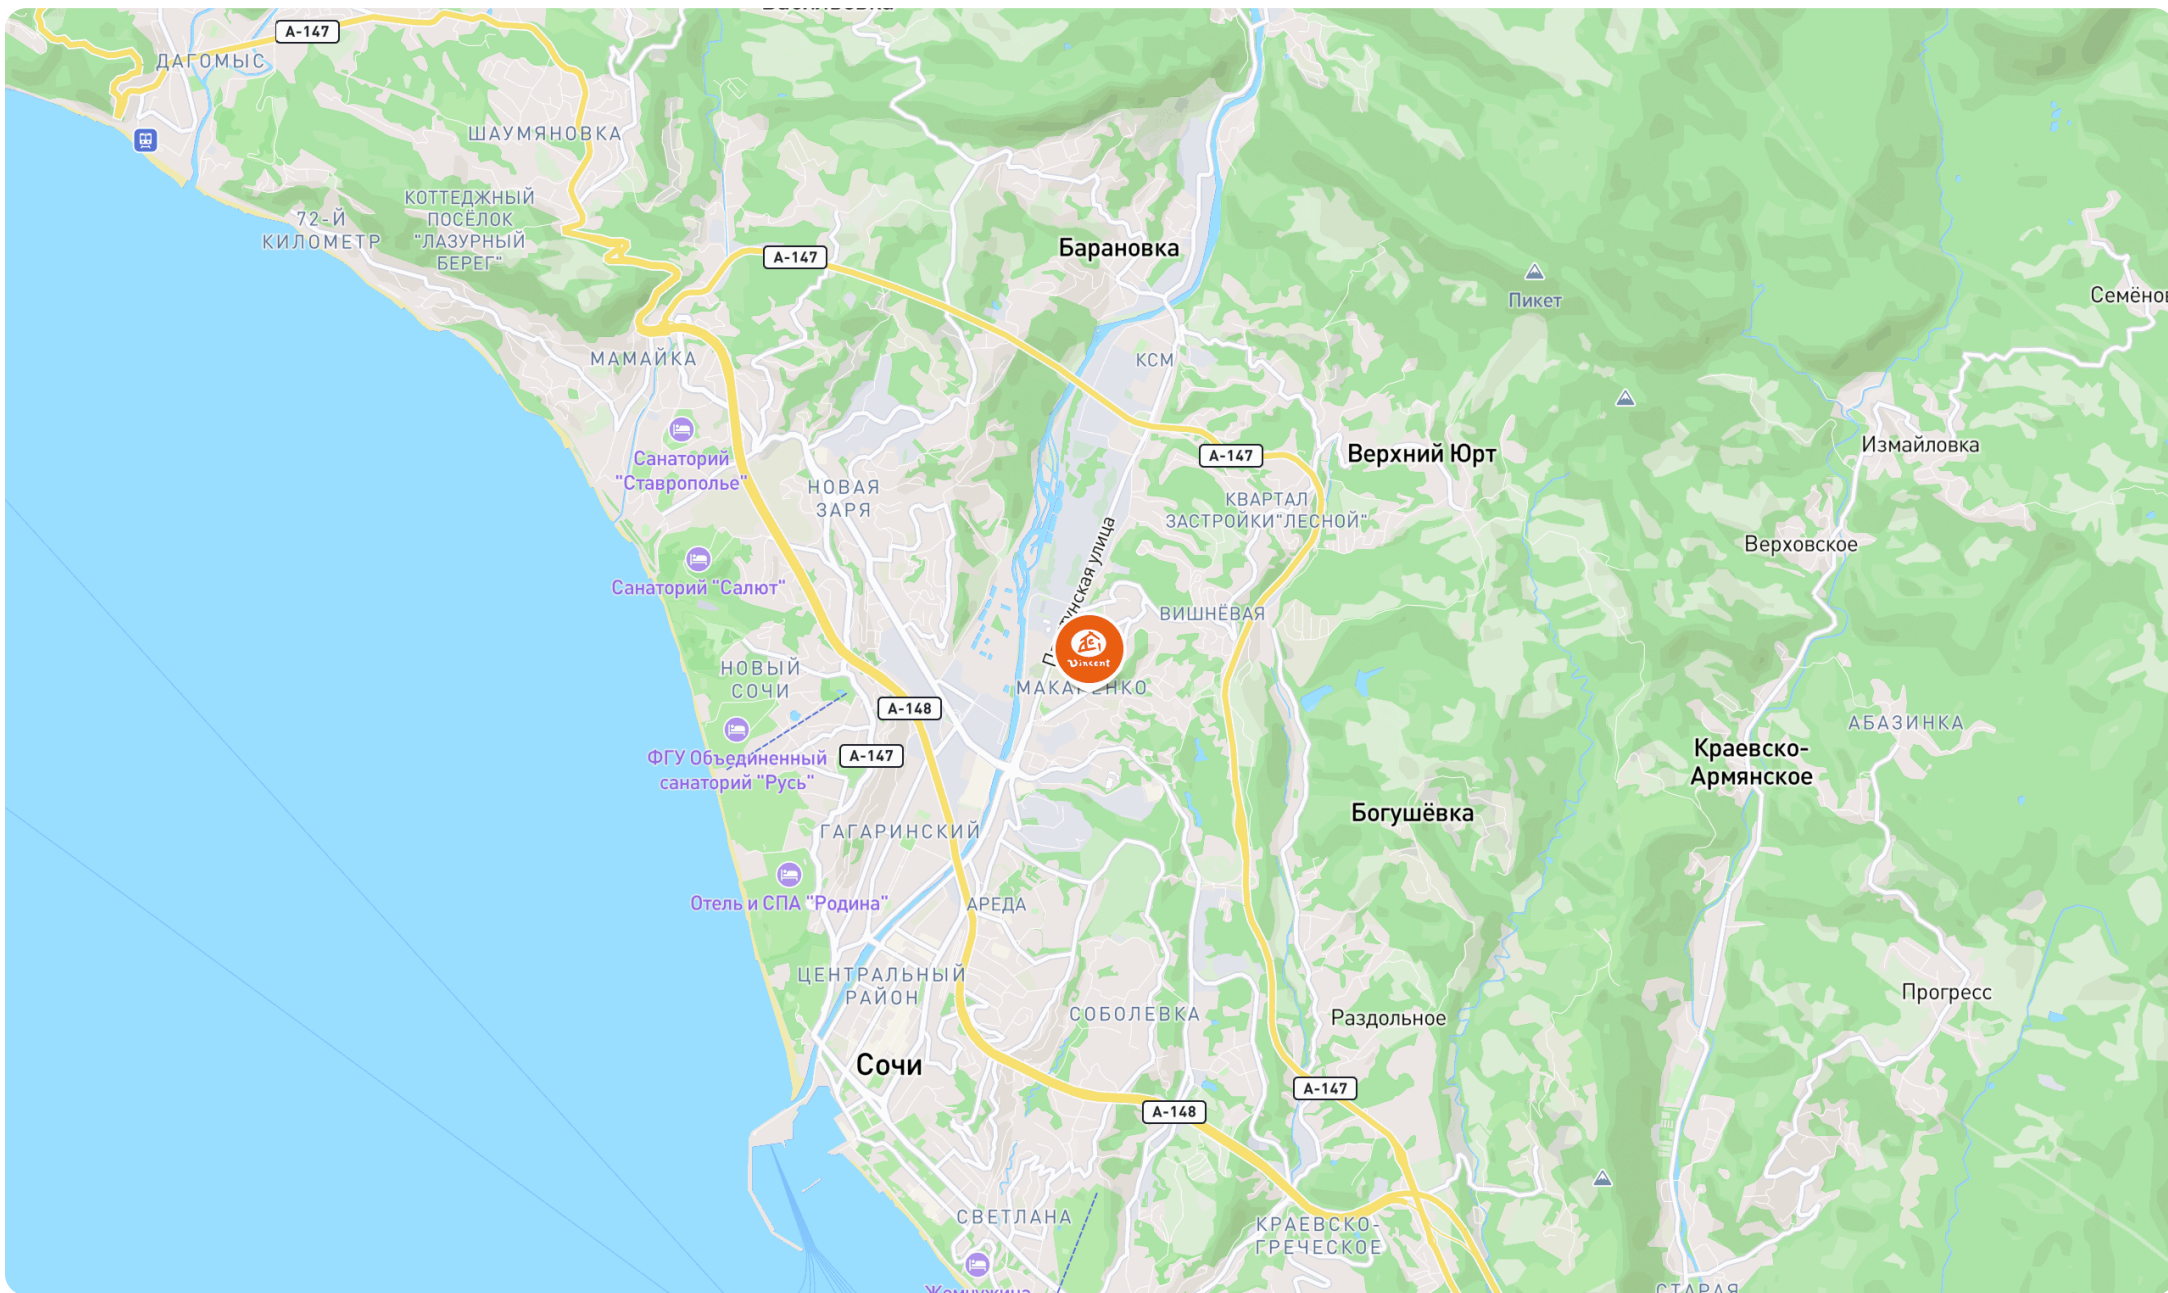 А-147
ДАГОМЫС
ШАУМЯНОВКА
КОТТЕДЖНЫЙ
ПОСЁЛОК
"ЛАЗУРНЫЙ
БЕРЕГ"
72-Й
КИЛОМЕТР
А-147
Барановка
Пикет
МАМАЙКА
КСМ
Санаторий
"Ставрополье"
НОВАЯ
ЗАРЯ
А-147
Верхний Юрт
Измайловка
КВАРТАЛ
ЗАСТРОЙКИ"ЛЕСНОЙ"
Верховское
улица
Санаторий "Салют"
ВИШНЁВАЯ
Vincent
НОВЫЙ
СОЧИ
А-148
А-147
ФГУ Объединенный
санаторий "Русь"
АБАЗИНКА
Краевско-
Армянское
Богушёвка
ГАГАРИНСКИЙ
Отель и СПА "Родина"
АРЕДА
ЦЕНТРАЛЬНЫЙ
РАЙОН
СОБОЛЕВКА
Раздольное
Прогресс
Сочи
А-148
А-147
СВЕТЛАНА
КРАЕВСКО-
ГРЕЧЕСКОЕ